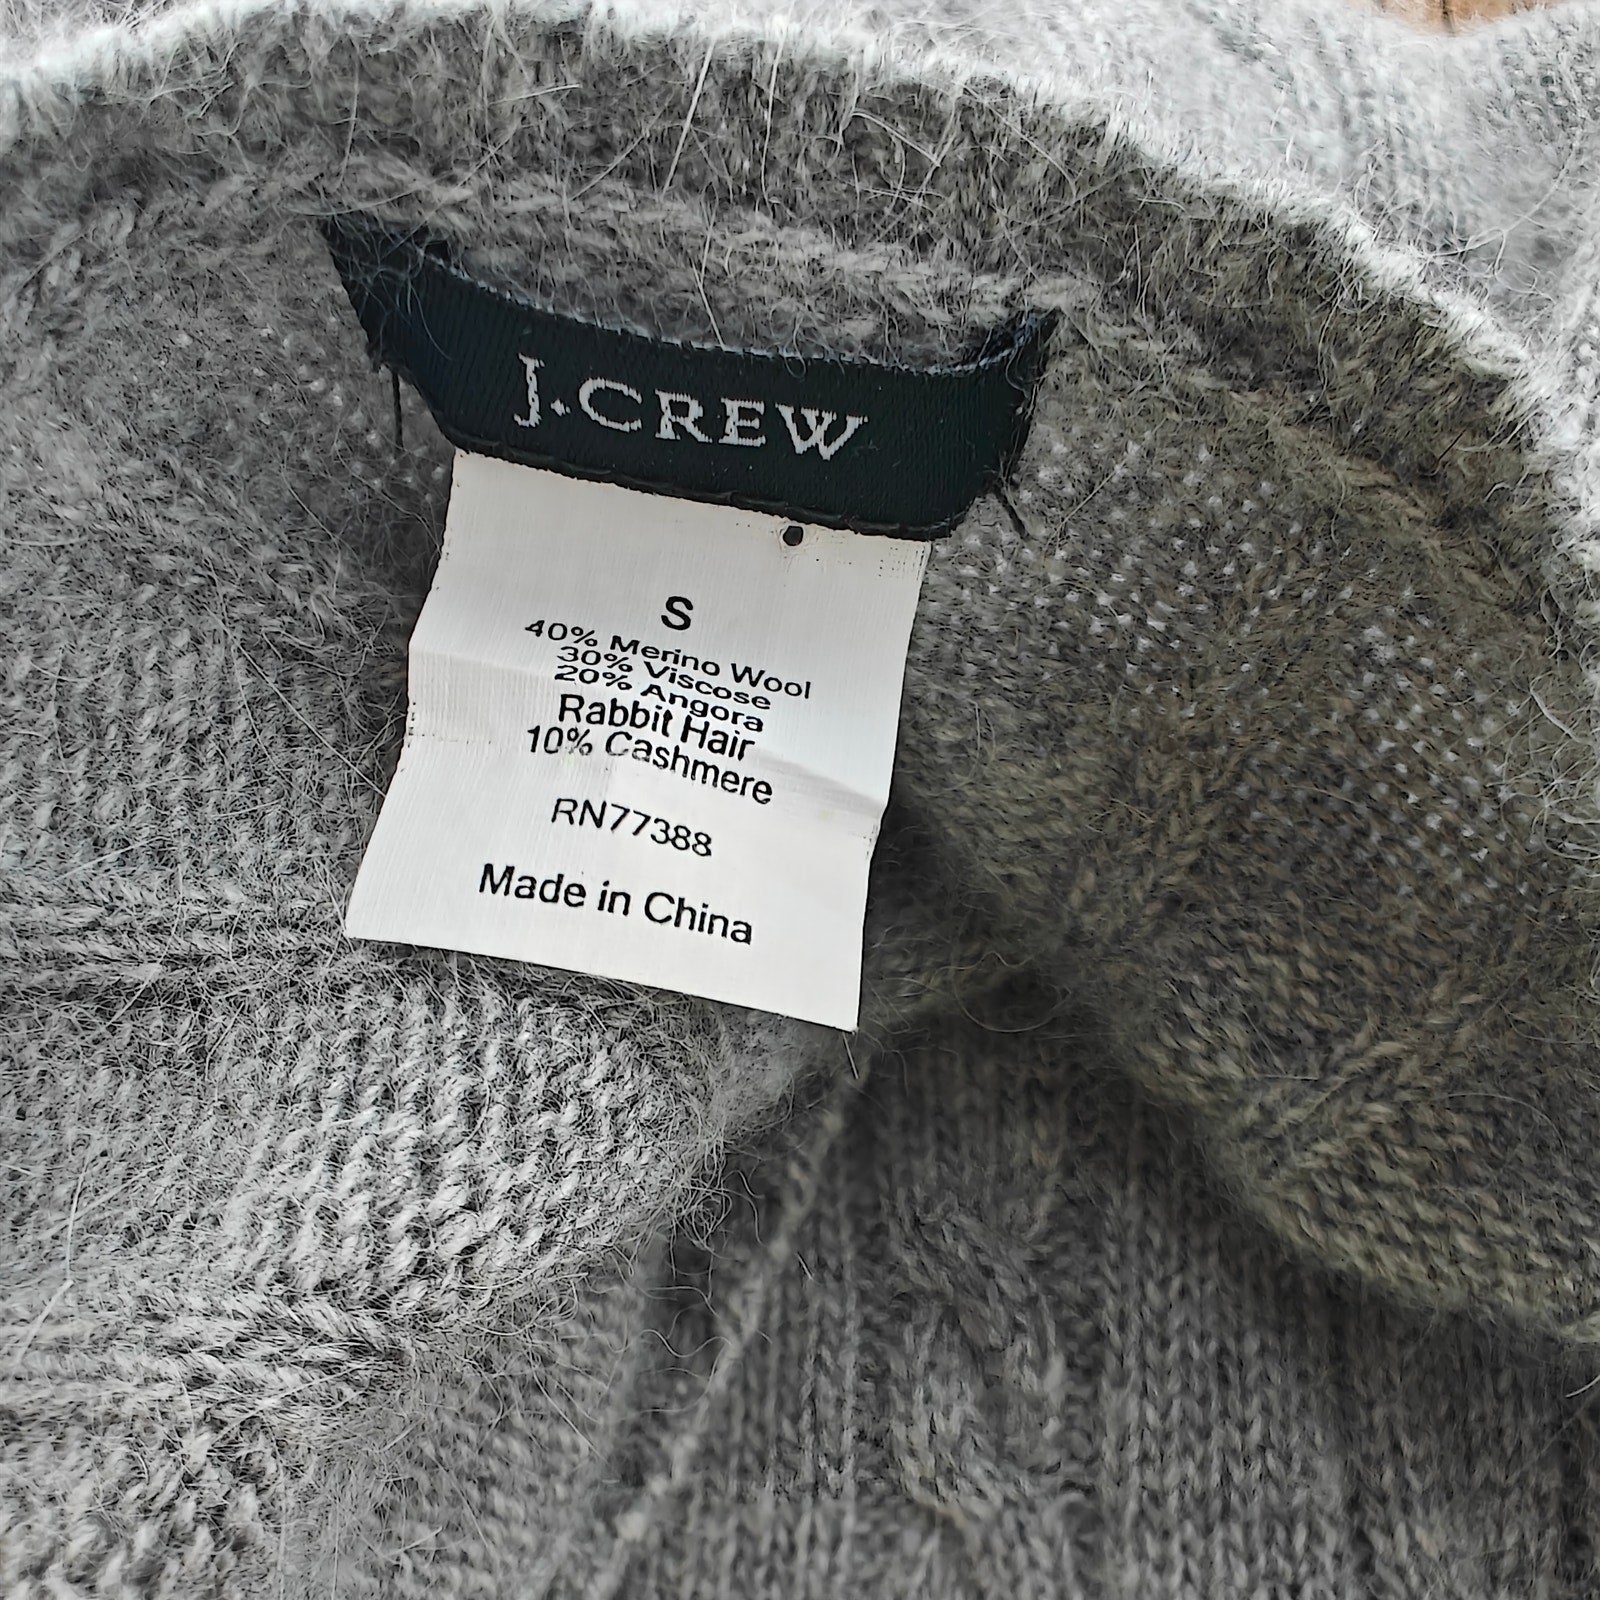 J.CREW
S
40% Merino Wool
30% Viscose
20% Angora
Rabbit Hair
10% Cashmere
RN77388
Made in China